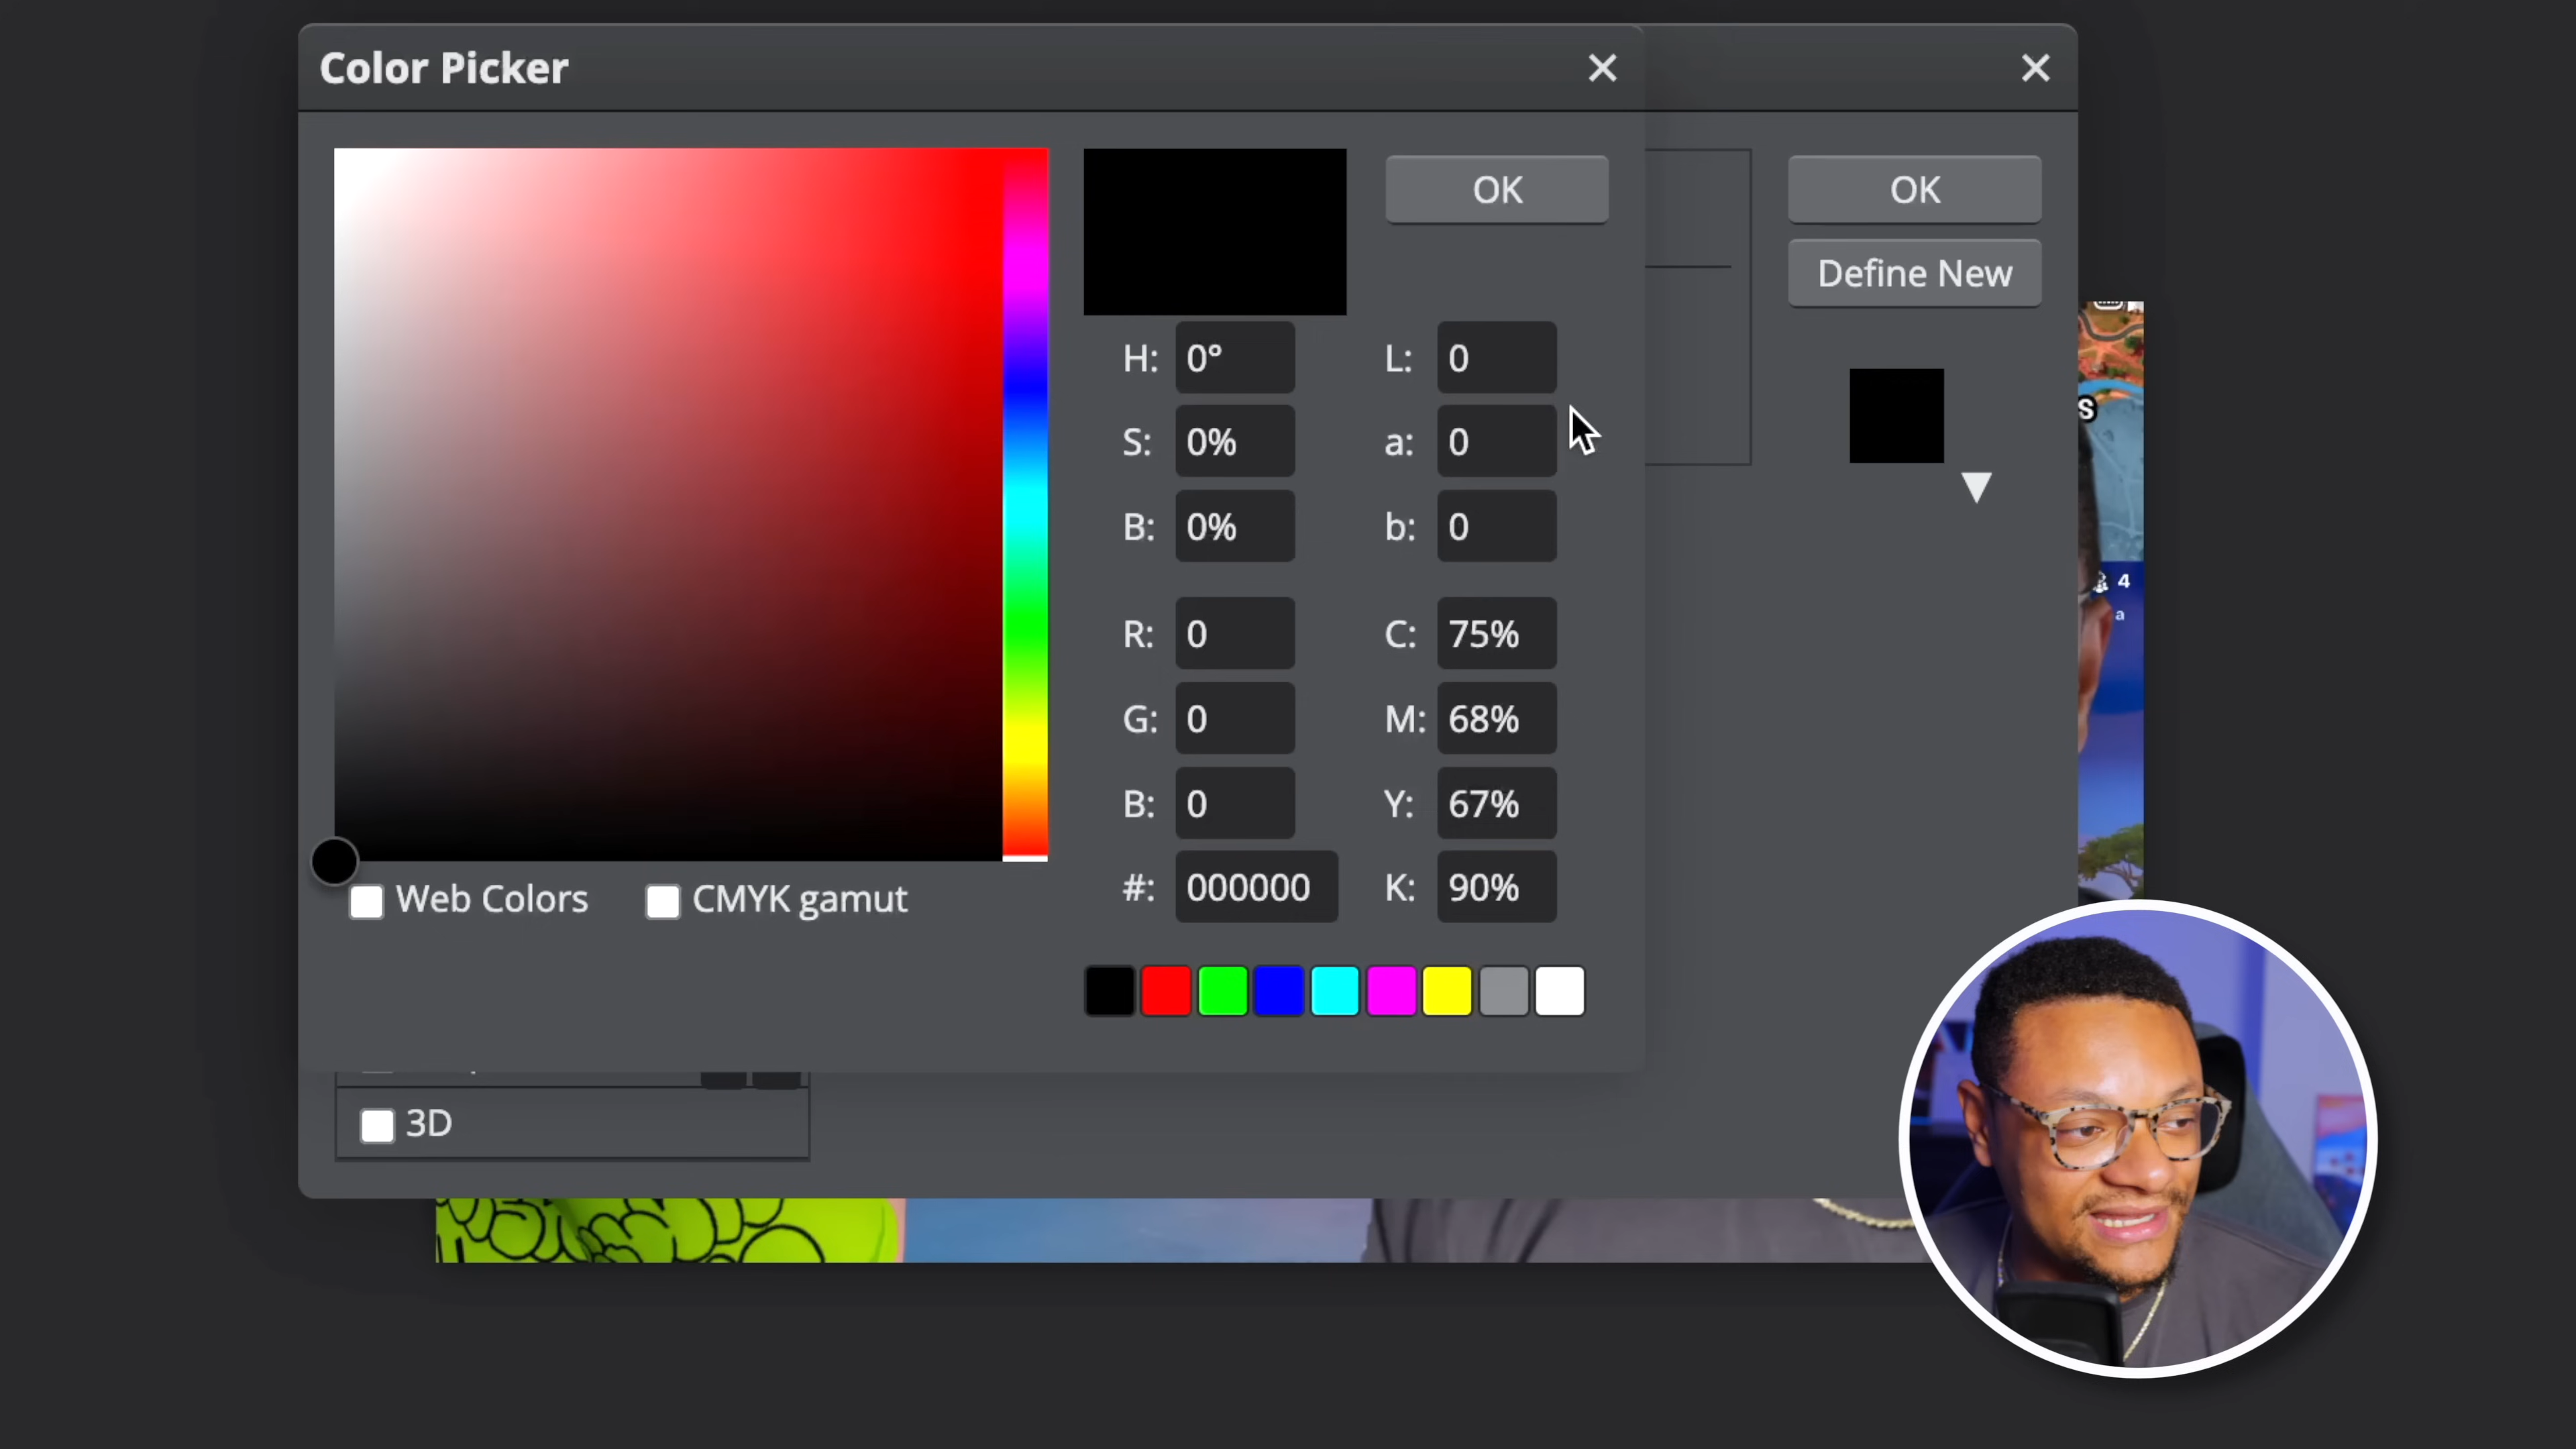 Color Picker
OK
OK
Define New
H: 0°
L: 0
S: 0%
a: 0
B: 0%
b: 0
R: 0
C: 75%
G: 0
M: 68%
B: 0
Y: 67%
#: 000000
K: 90%
Web Colors
CMYK gamut
3D
S
4
a